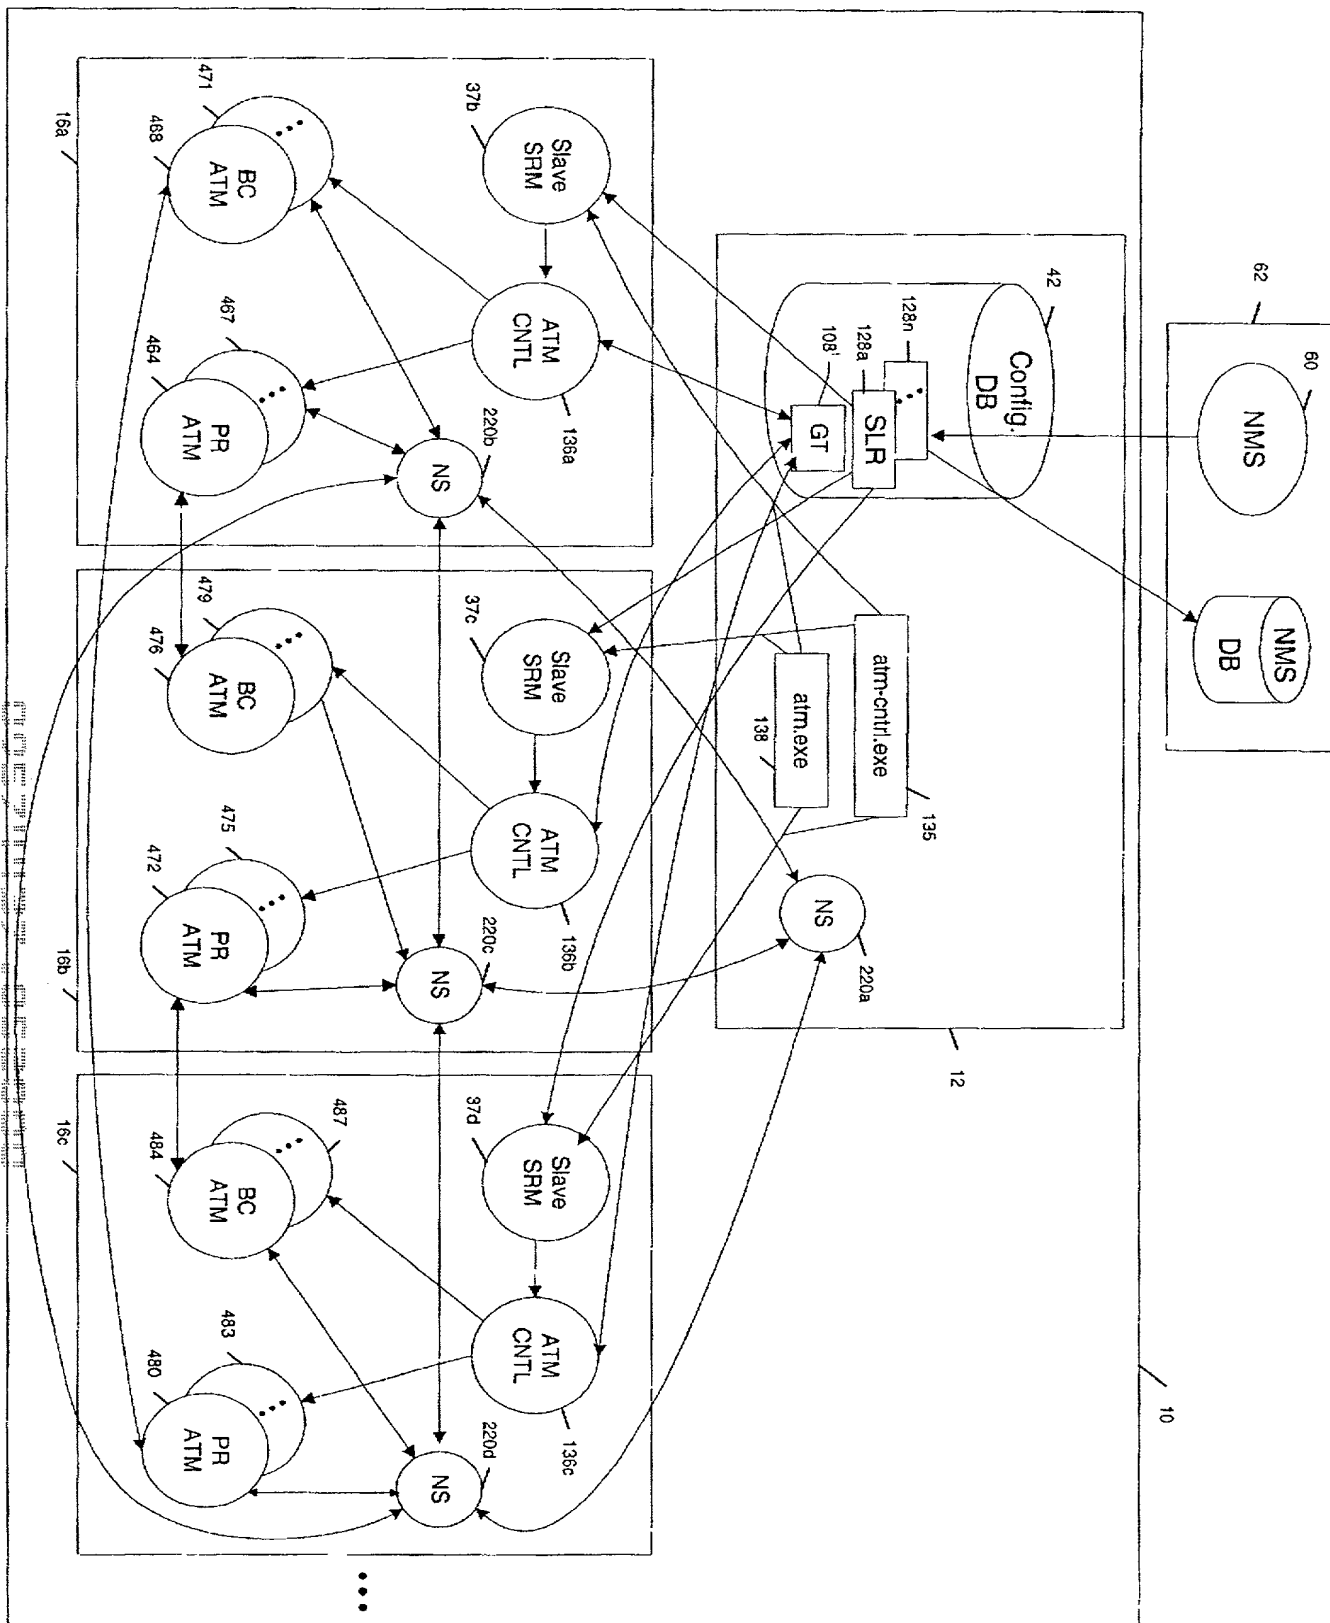 62
60
NMS
NMS
DB
10
12
42
Config.
DB
128n
128a
SLR
108'
GT
atm-cntrl.exe
135
atm.exe
138
NS
220a
37b
Slave
SRM
ATM
CNTL
136a
220b
NS
471
468
BC
ATM
467
464
PR
ATM
16a
37c
Slave
SRM
ATM
CNTL
136b
220c
NS
479
476
BC
ATM
475
472
PR
ATM
16b
37d
Slave
SRM
ATM
CNTL
136c
220d
NS
487
484
BC
ATM
483
480
PR
ATM
16c